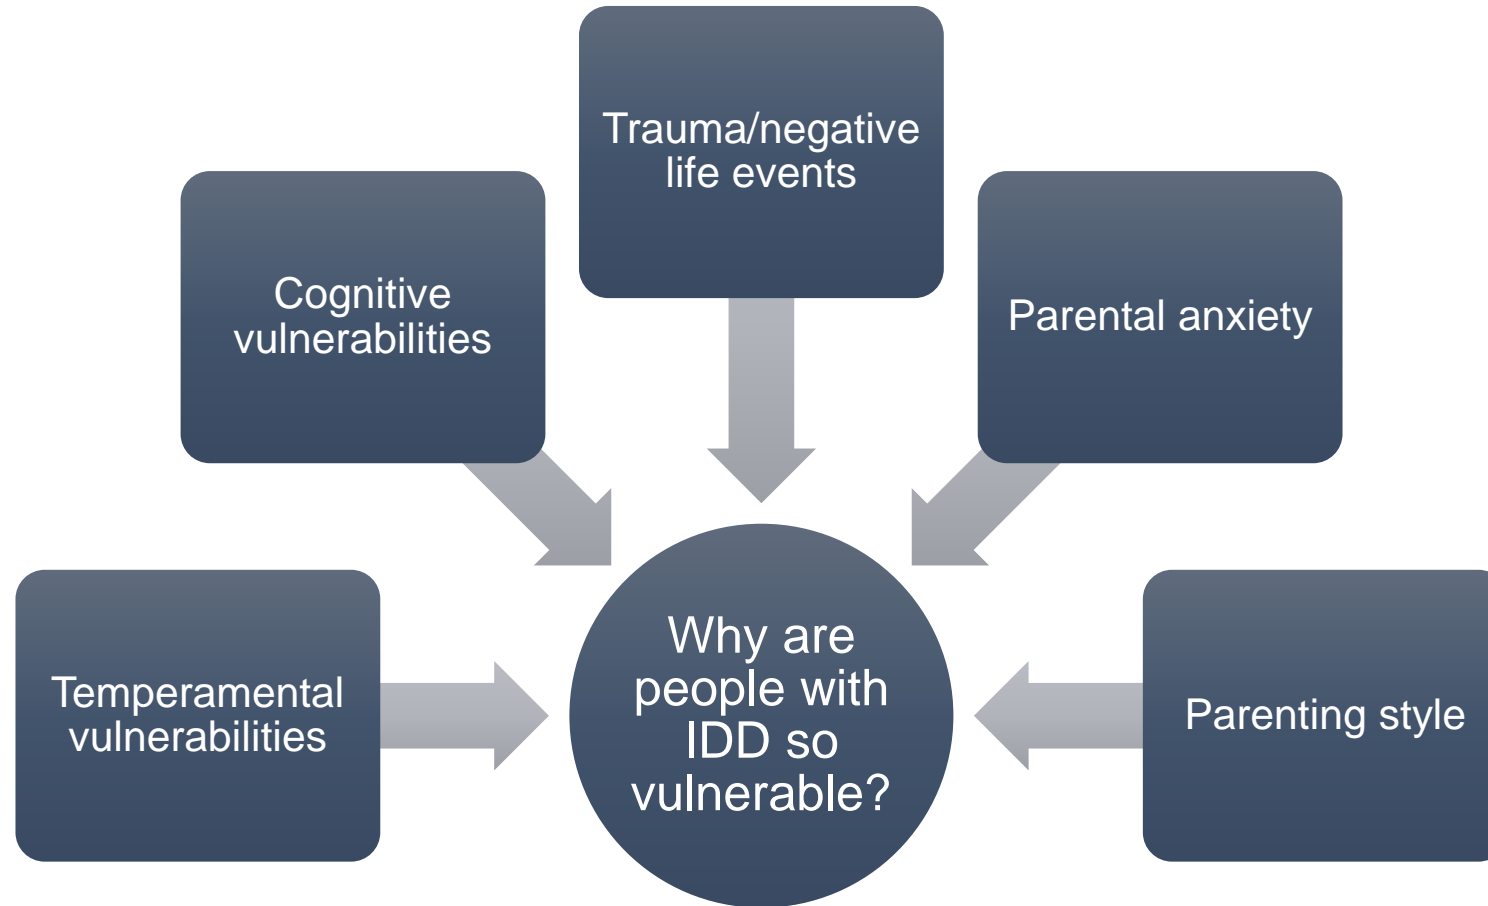 Trauma/negative
life events
Cognitive
vulnerabilities
Parental anxiety
Temperamental
vulnerabilities
Why are
people with
IDD so
vulnerable?
Parenting style